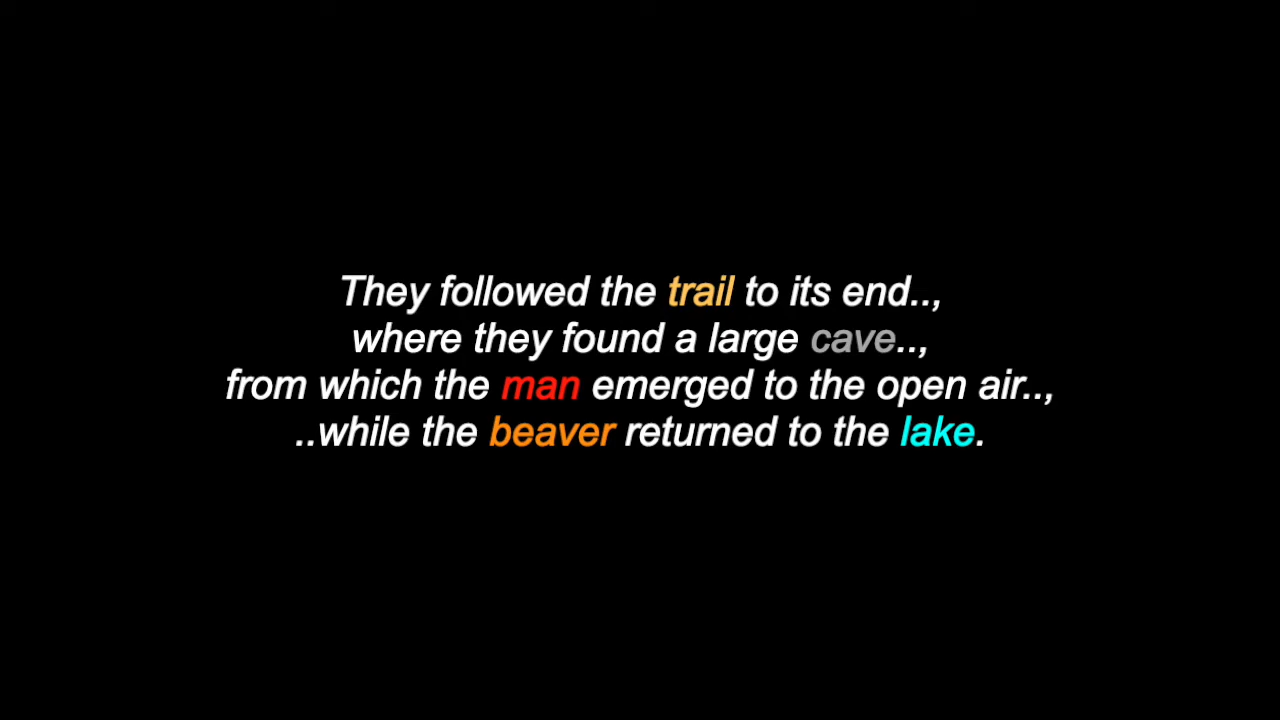 They followed the trail to its end..,
where they found a large cave..,
from which the man emerged to the open air..,
..while the beaver returned to the lake.